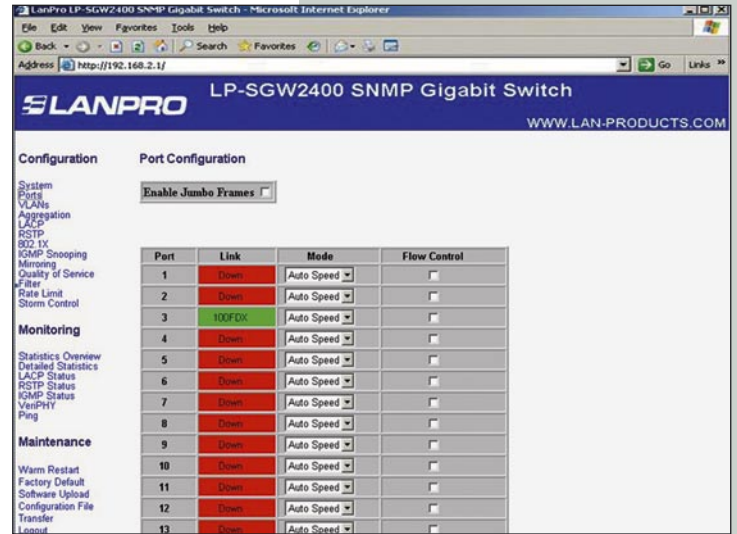 LanPro LP-SGW2400 SNMP Gigabit Switch - Microsoft Internet Explorer
File Edit View Favorites Tools Help
Back Search Favorites
Address http://192.168.2.1/ Go Links »
LANPRO
LP-SGW2400 SNMP Gigabit Switch
WWW.LAN-PRODUCTS.COM
Configuration
System
Ports
VLANs
Aggregation
LACP
RSTP
802.1X
IGMP Snooping
Mirroring
Quality of Service
Filter
Rate Limit
Storm Control
Monitoring
Statistics Overview
Detailed Statistics
LACP Status
RSTP Status
IGMP Status
VeriPHY
Ping
Maintenance
Warm Restart
Factory Default
Software Upload
Configuration File
Transfer
Logout
Port Configuration
Enable Jumbo Frames
Port Link Mode Flow Control
1 Down Auto Speed
2 Down Auto Speed
3 100FDX Auto Speed
4 Down Auto Speed
5 Down Auto Speed
6 Down Auto Speed
7 Down Auto Speed
8 Down Auto Speed
9 Down Auto Speed
10 Down Auto Speed
11 Down Auto Speed
12 Down Auto Speed
13 Down Auto Speed